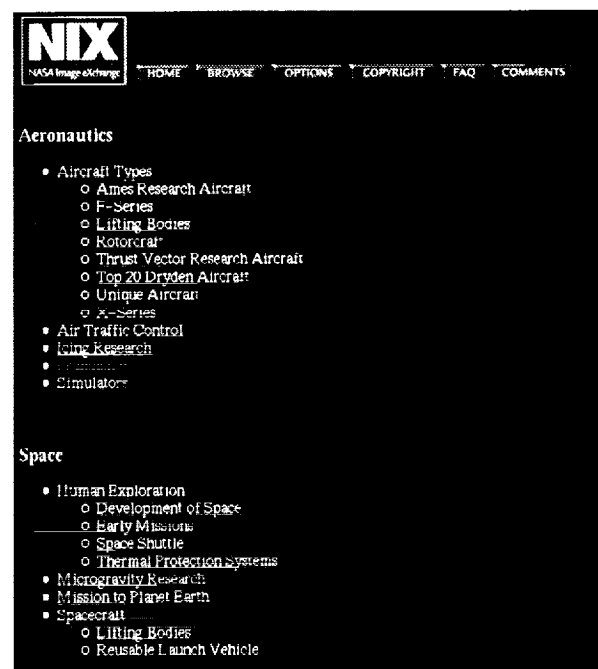 NIX
NASA Image eXchange
HOME BROWSE OPTIONS COPYRIGHT FAQ COMMENTS
Aeronautics
• Aircraft Types
o Ames Research Aircraft
o F-Series
o Lifting Bodies
o Rotorcraft
o Thrust Vector Research Aircraft
o Top 20 Dryden Aircraft
o Unique Aircraft
o X-Series
• Air Traffic Control
• Icing Research
•
• Simulators
Space
• Human Exploration
o Development of Space
o Early Missions
o Space Shuttle
o Thermal Protection Systems
• Microgravity Research
• Mission to Planet Earth
• Spacecraft
o Lifting Bodies
o Reusable Launch Vehicle